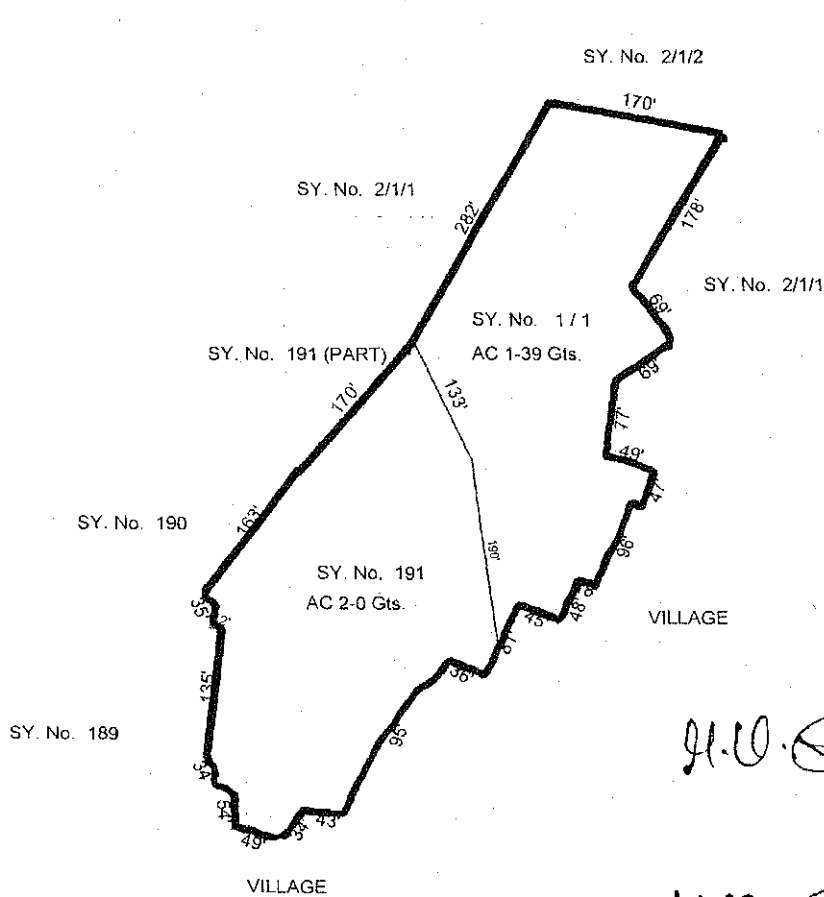 SY. No. 2/1/2
170'
SY. No. 2/1/1
282'
178'
SY. No. 2/1/1
69'
SY. No. 1/1
AC 1-39 Gts.
SY. No. 191 (PART)
69'
170'
133'
77'
49'
47'
SY. No. 190
163'
96'
190'
SY. No. 191
AC 2-0 Gts.
35'
48'
45'
VILLAGE
87'
36'
135'
SY. No. 189
95'
34'
54'
43'
34'
49'
VILLAGE